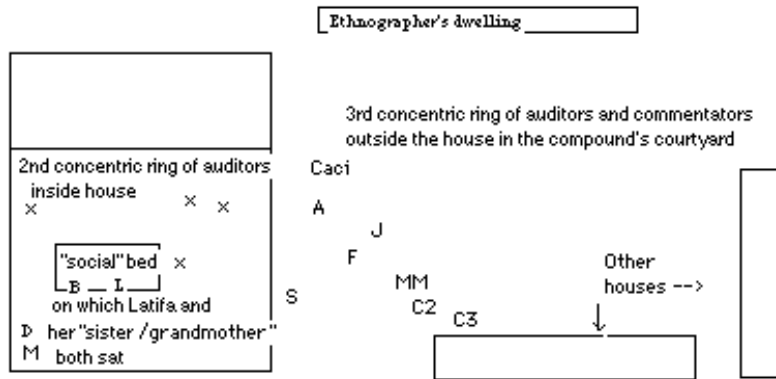 Ethnographer's dwelling
3rd concentric ring of auditors and commentators
outside the house in the compound's courtyard
2nd concentric ring of auditors
inside house
x x x
"social" bed x
B L
on which Latifa and
D her "sister/grandmother"
M both sat
Caci
A
J
F
S
MM
C2
C3
Other
houses -->